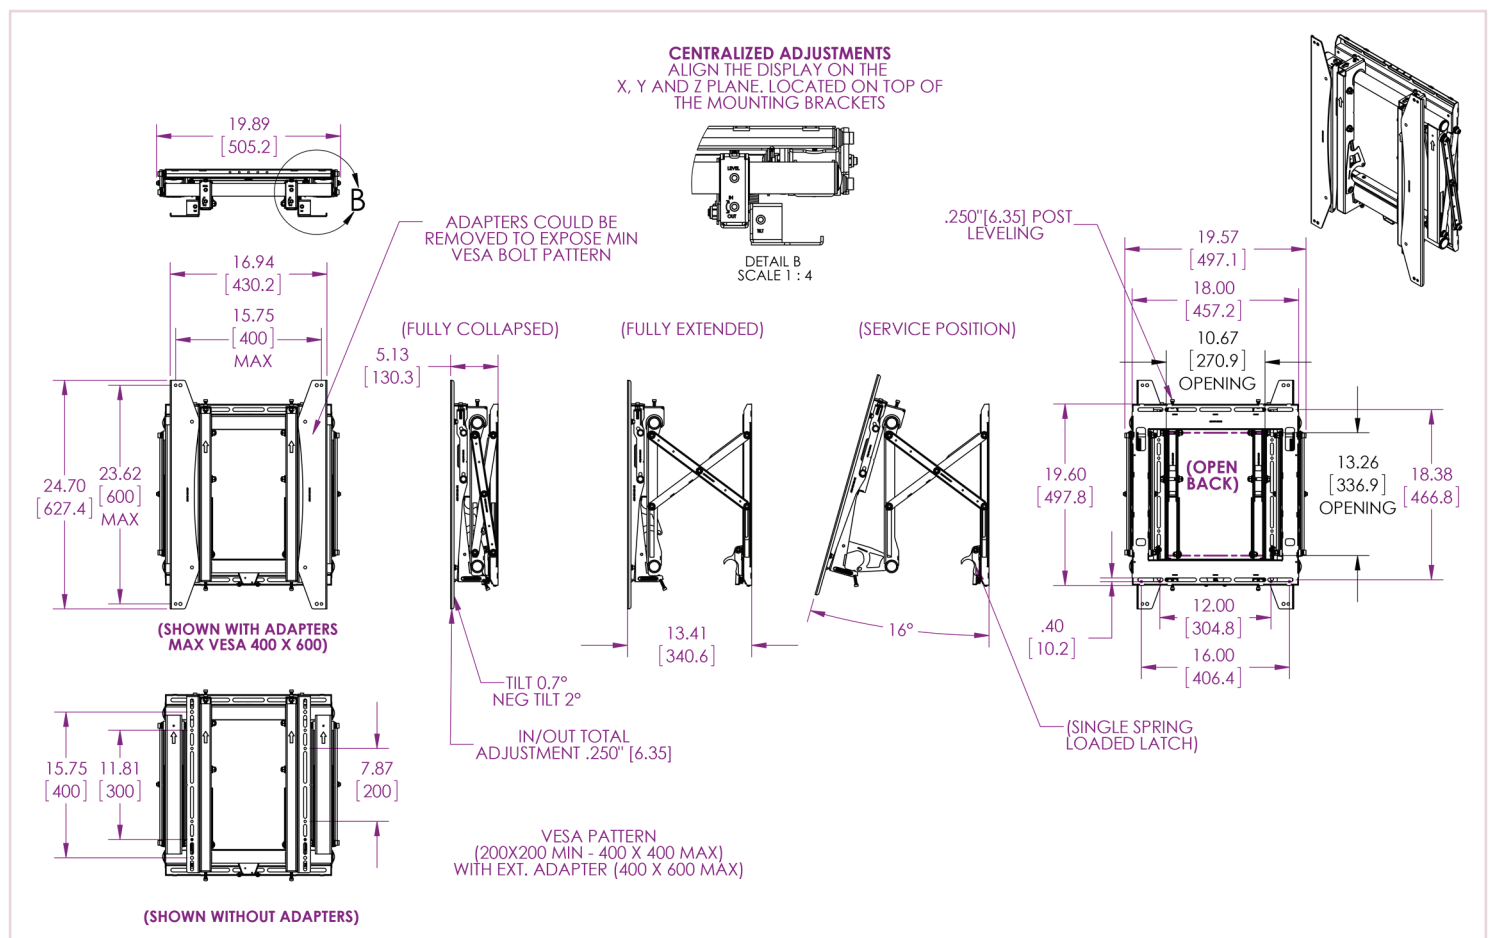 CENTRALIZED ADJUSTMENTS
ALIGN THE DISPLAY ON THE
X, Y AND Z PLANE. LOCATED ON TOP OF
THE MOUNTING BRACKETS
19.89
[505.2]
B
LEVEL
IN
OUT
TILT
DETAIL B
SCALE 1 : 4
ADAPTERS COULD BE
REMOVED TO EXPOSE MIN
VESA BOLT PATTERN
.250"[6.35] POST
LEVELING
16.94
[430.2]
15.75
[400]
MAX
24.70
[627.4]
23.62
[600]
MAX
(SHOWN WITH ADAPTERS
MAX VESA 400 X 600)
(FULLY COLLAPSED)
5.13
[130.3]
(FULLY EXTENDED)
13.41
[340.6]
(SERVICE POSITION)
16°
TILT 0.7°
NEG TILT 2°
IN/OUT TOTAL
ADJUSTMENT .250" [6.35]
(SINGLE SPRING
LOADED LATCH)
19.57
[497.1]
18.00
[457.2]
10.67
[270.9]
OPENING
(OPEN
BACK)
19.60
[497.8]
13.26
[336.9]
OPENING
18.38
[466.8]
.40
[10.2]
12.00
[304.8]
16.00
[406.4]
15.75
[400]
11.81
[300]
7.87
[200]
(SHOWN WITHOUT ADAPTERS)
VESA PATTERN
(200X200 MIN - 400 X 400 MAX)
WITH EXT. ADAPTER (400 X 600 MAX)